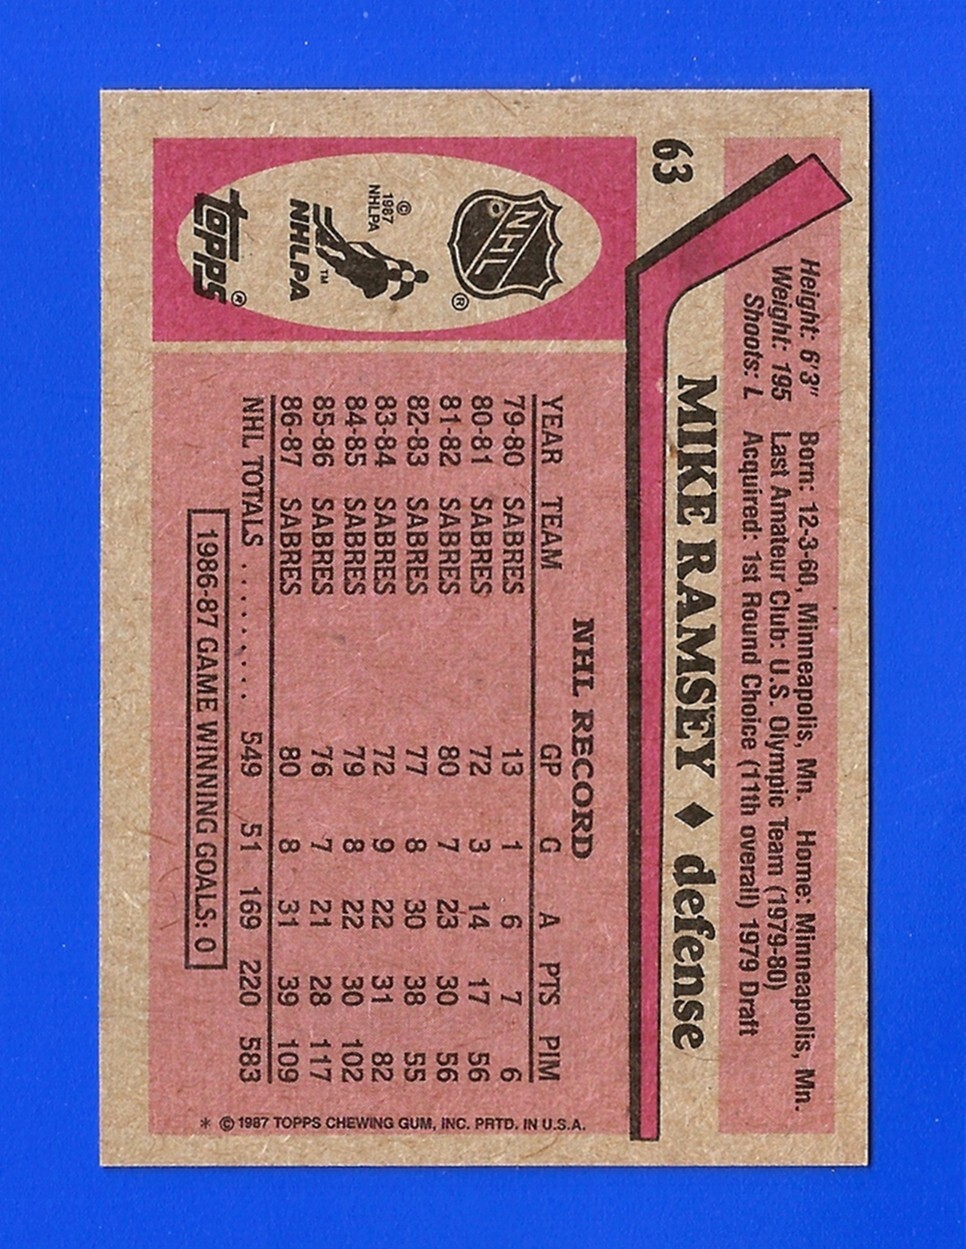 63
Height: 6'3" Born: 12-3-60, Minneapolis, Mn. Home: Minneapolis, Mn.
Weight: 195 Last Amateur Club: U.S. Olympic Team (1979-80)
Shoots: L Acquired: 1st Round Choice (11th overall) 1979 Draft
MIKE RAMSEY ♦ defense
NHL
®
© 1987 NHLPA
NHLPA™
TOPPS®
NHL RECORD
YEAR TEAM GP G A PTS PIM
79-80 SABRES 13 1 6 7 6
80-81 SABRES 72 3 14 17 56
81-82 SABRES 80 7 23 30 56
82-83 SABRES 77 8 30 38 55
83-84 SABRES 72 9 22 31 82
84-85 SABRES 79 8 22 30 102
85-86 SABRES 76 7 21 28 117
86-87 SABRES 80 8 31 39 109
NHL TOTALS ........ 549 51 169 220 583
1986-87 GAME WINNING GOALS: 0
* © 1987 TOPPS CHEWING GUM, INC. PRTD. IN U.S.A.